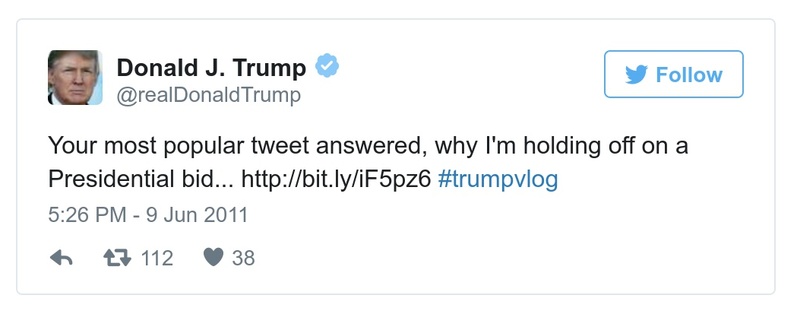 Donald J. Trump
Follow
@realDonaldTrump
Your most popular tweet answered, why I'm holding off on a
Presidential bid... http://bit.ly/iF5pz6 #trumpvlog
5:26 PM - 9 Jun 2011
112 38